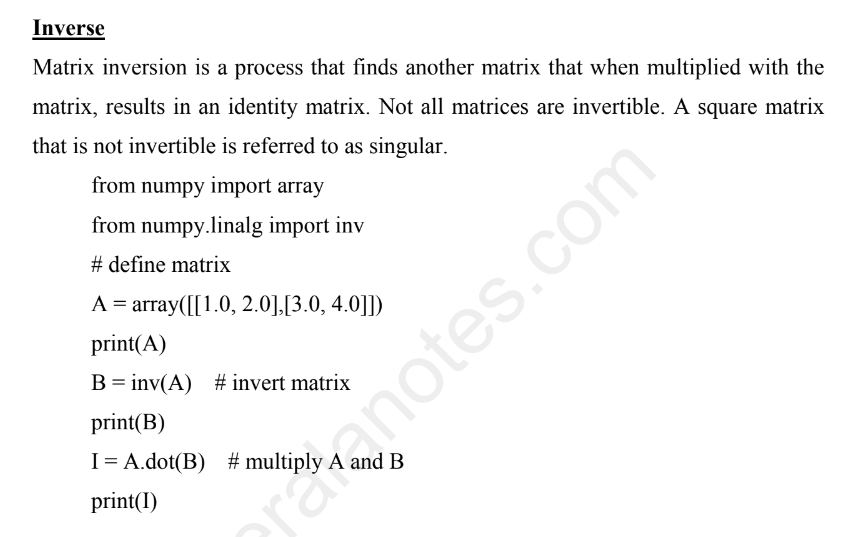 Inverse
Matrix inversion is a process that finds another matrix that when multiplied with the
matrix, results in an identity matrix. Not all matrices are invertible. A square matrix
that is not invertible is referred to as singular.
from numpy import array
from numpy.linalg import inv
# define matrix
A = array([[1.0, 2.0],[3.0, 4.0]])
print(A)
B = inv(A) # invert matrix
print(B)
I = A.dot(B) # multiply A and B
print(I)
eralanotes.com